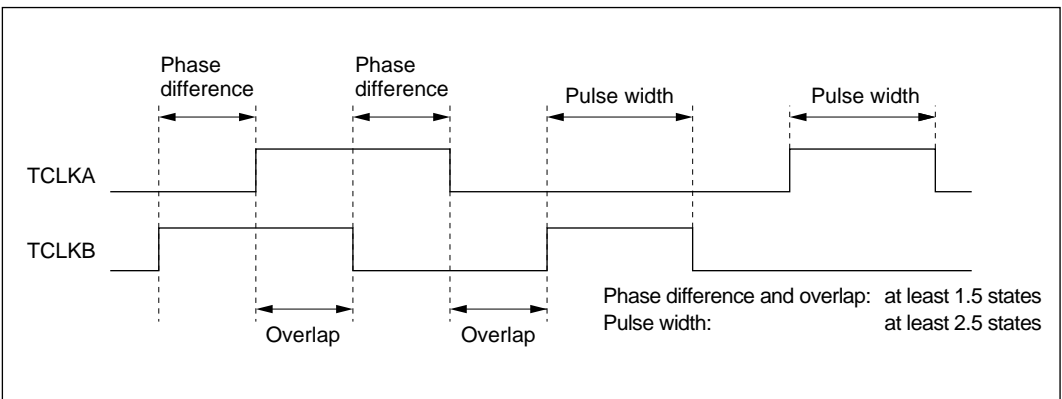 Phase
difference
Phase
difference
Pulse width
Pulse width
TCLKA
TCLKB
Overlap
Overlap
Phase difference and overlap: at least 1.5 states
Pulse width: at least 2.5 states